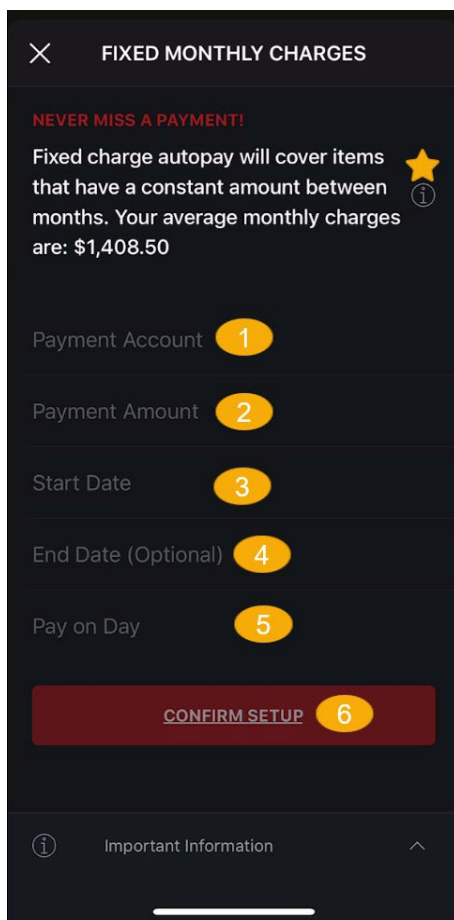 FIXED MONTHLY CHARGES
NEVER MISS A PAYMENT!
Fixed charge autopay will cover items
that have a constant amount between
months. Your average monthly charges
are: $1,408.50
Payment Account 1
Payment Amount 2
Start Date 3
End Date (Optional) 4
Pay on Day 5
CONFIRM SETUP 6
Important Information